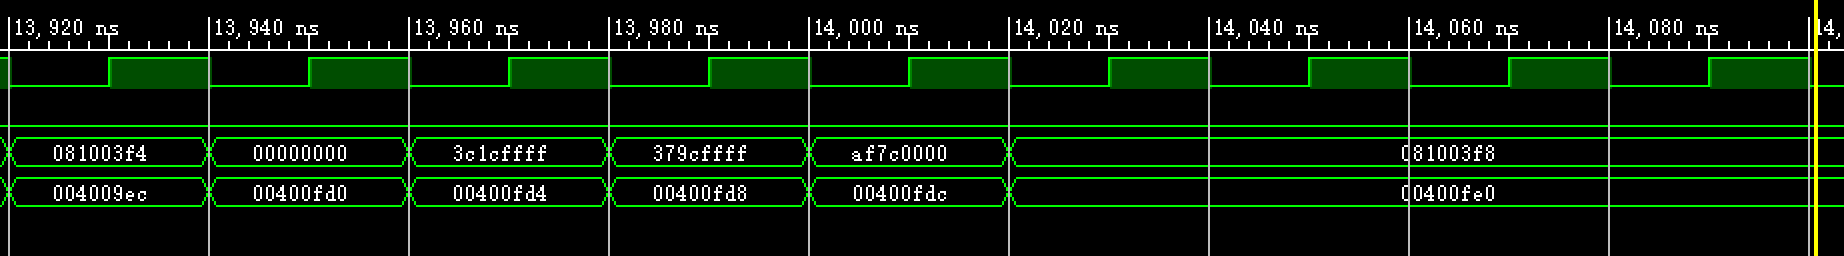 13,920 ns 13,940 ns 13,960 ns 13,980 ns 14,000 ns 14,020 ns 14,040 ns 14,060 ns 14,080 ns 14,
081003f4 00000000 3c1cffff 379cffff af7c0000 081003f8
004009ec 00400fd0 00400fd4 00400fd8 00400fdc 00400fe0